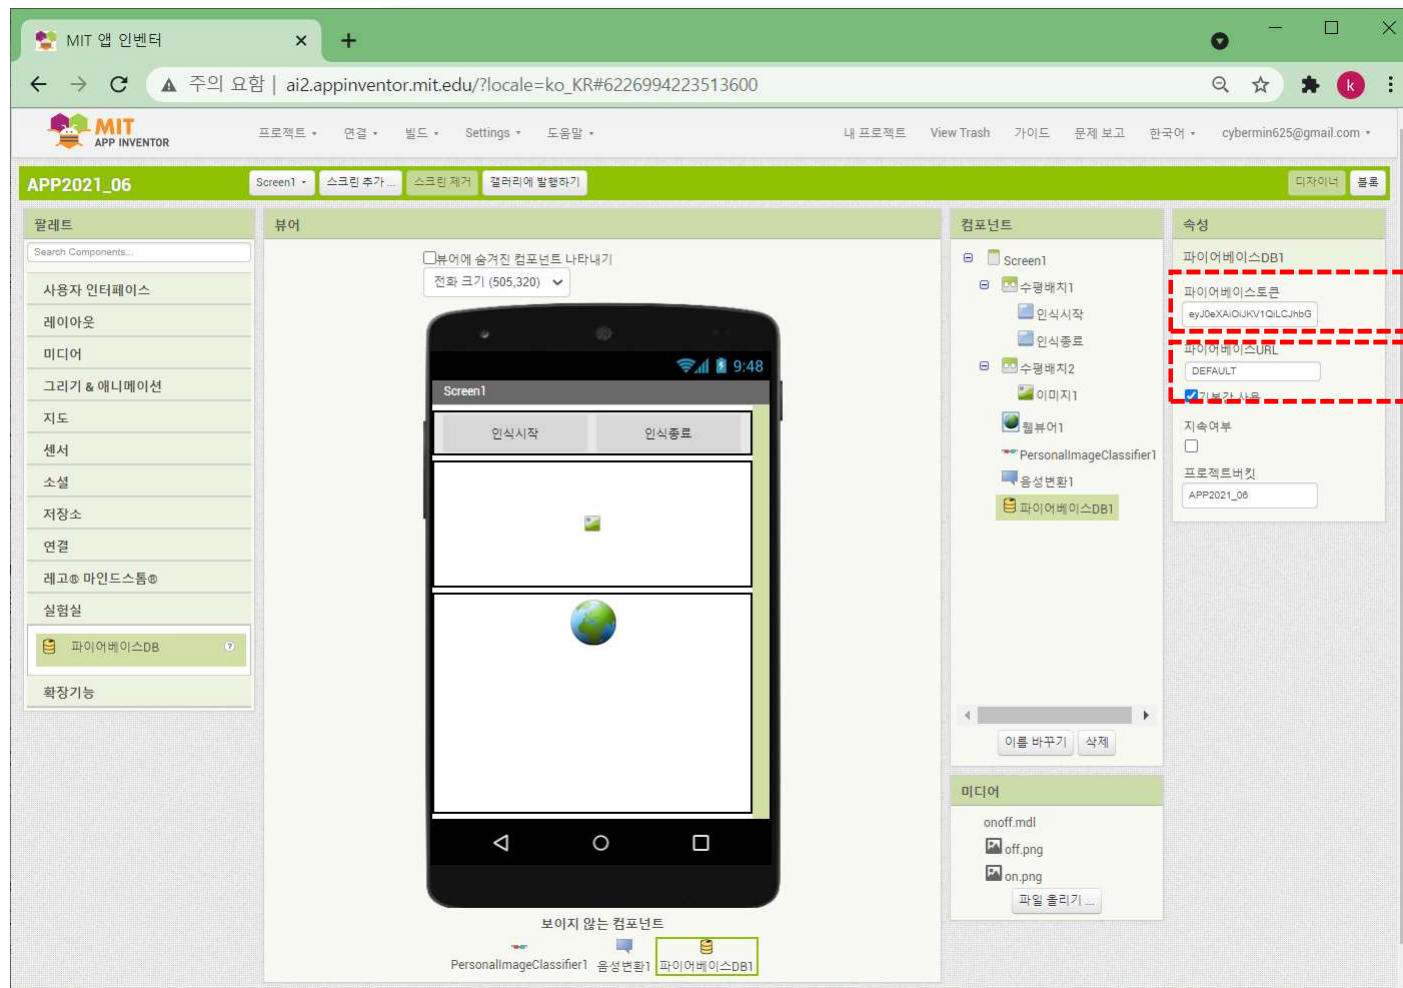 MIT 앱 인벤터
주의 요함 | ai2.appinventor.mit.edu/?locale=ko_KR#6226994223513600
k
MIT
APP INVENTOR
프로젝트 연결 빌드 Settings 도움말 내 프로젝트 View Trash 가이드 문제 보고 한국어 cybermin625@gmail.com
APP2021_06 Screen1 스크린 추가 ... 스크린 제거 갤러리에 발행하기 디자이너 블록
팔레트
Search Components...
사용자 인터페이스
레이아웃
미디어
그리기 & 애니메이션
지도
센서
소셜
저장소
연결
레고® 마인드스톰®
실험실
파이어베이스DB ?
확장기능
뷰어
뷰어에 숨겨진 컴포넌트 나타내기
전화 크기 (505,320)
9:48
Screen1
인식시작 인식종료
보이지 않는 컴포넌트
PersonalImageClassifier1 음성변환1 파이어베이스DB1
컴포넌트
Screen1
수평배치1
인식시작
인식종료
수평배치2
이미지1
웹뷰어1
PersonalImageClassifier1
음성변환1
파이어베이스DB1
이름 바꾸기 삭제
미디어
onoff.mdl
off.png
on.png
파일 올리기 ...
속성
파이어베이스DB1
파이어베이스토큰
eyJ0eXAiOiJKV1QiLCJhbG
파이어베이스URL
DEFAULT
기본값 사용
지속여부
프로젝트버킷
APP2021_06